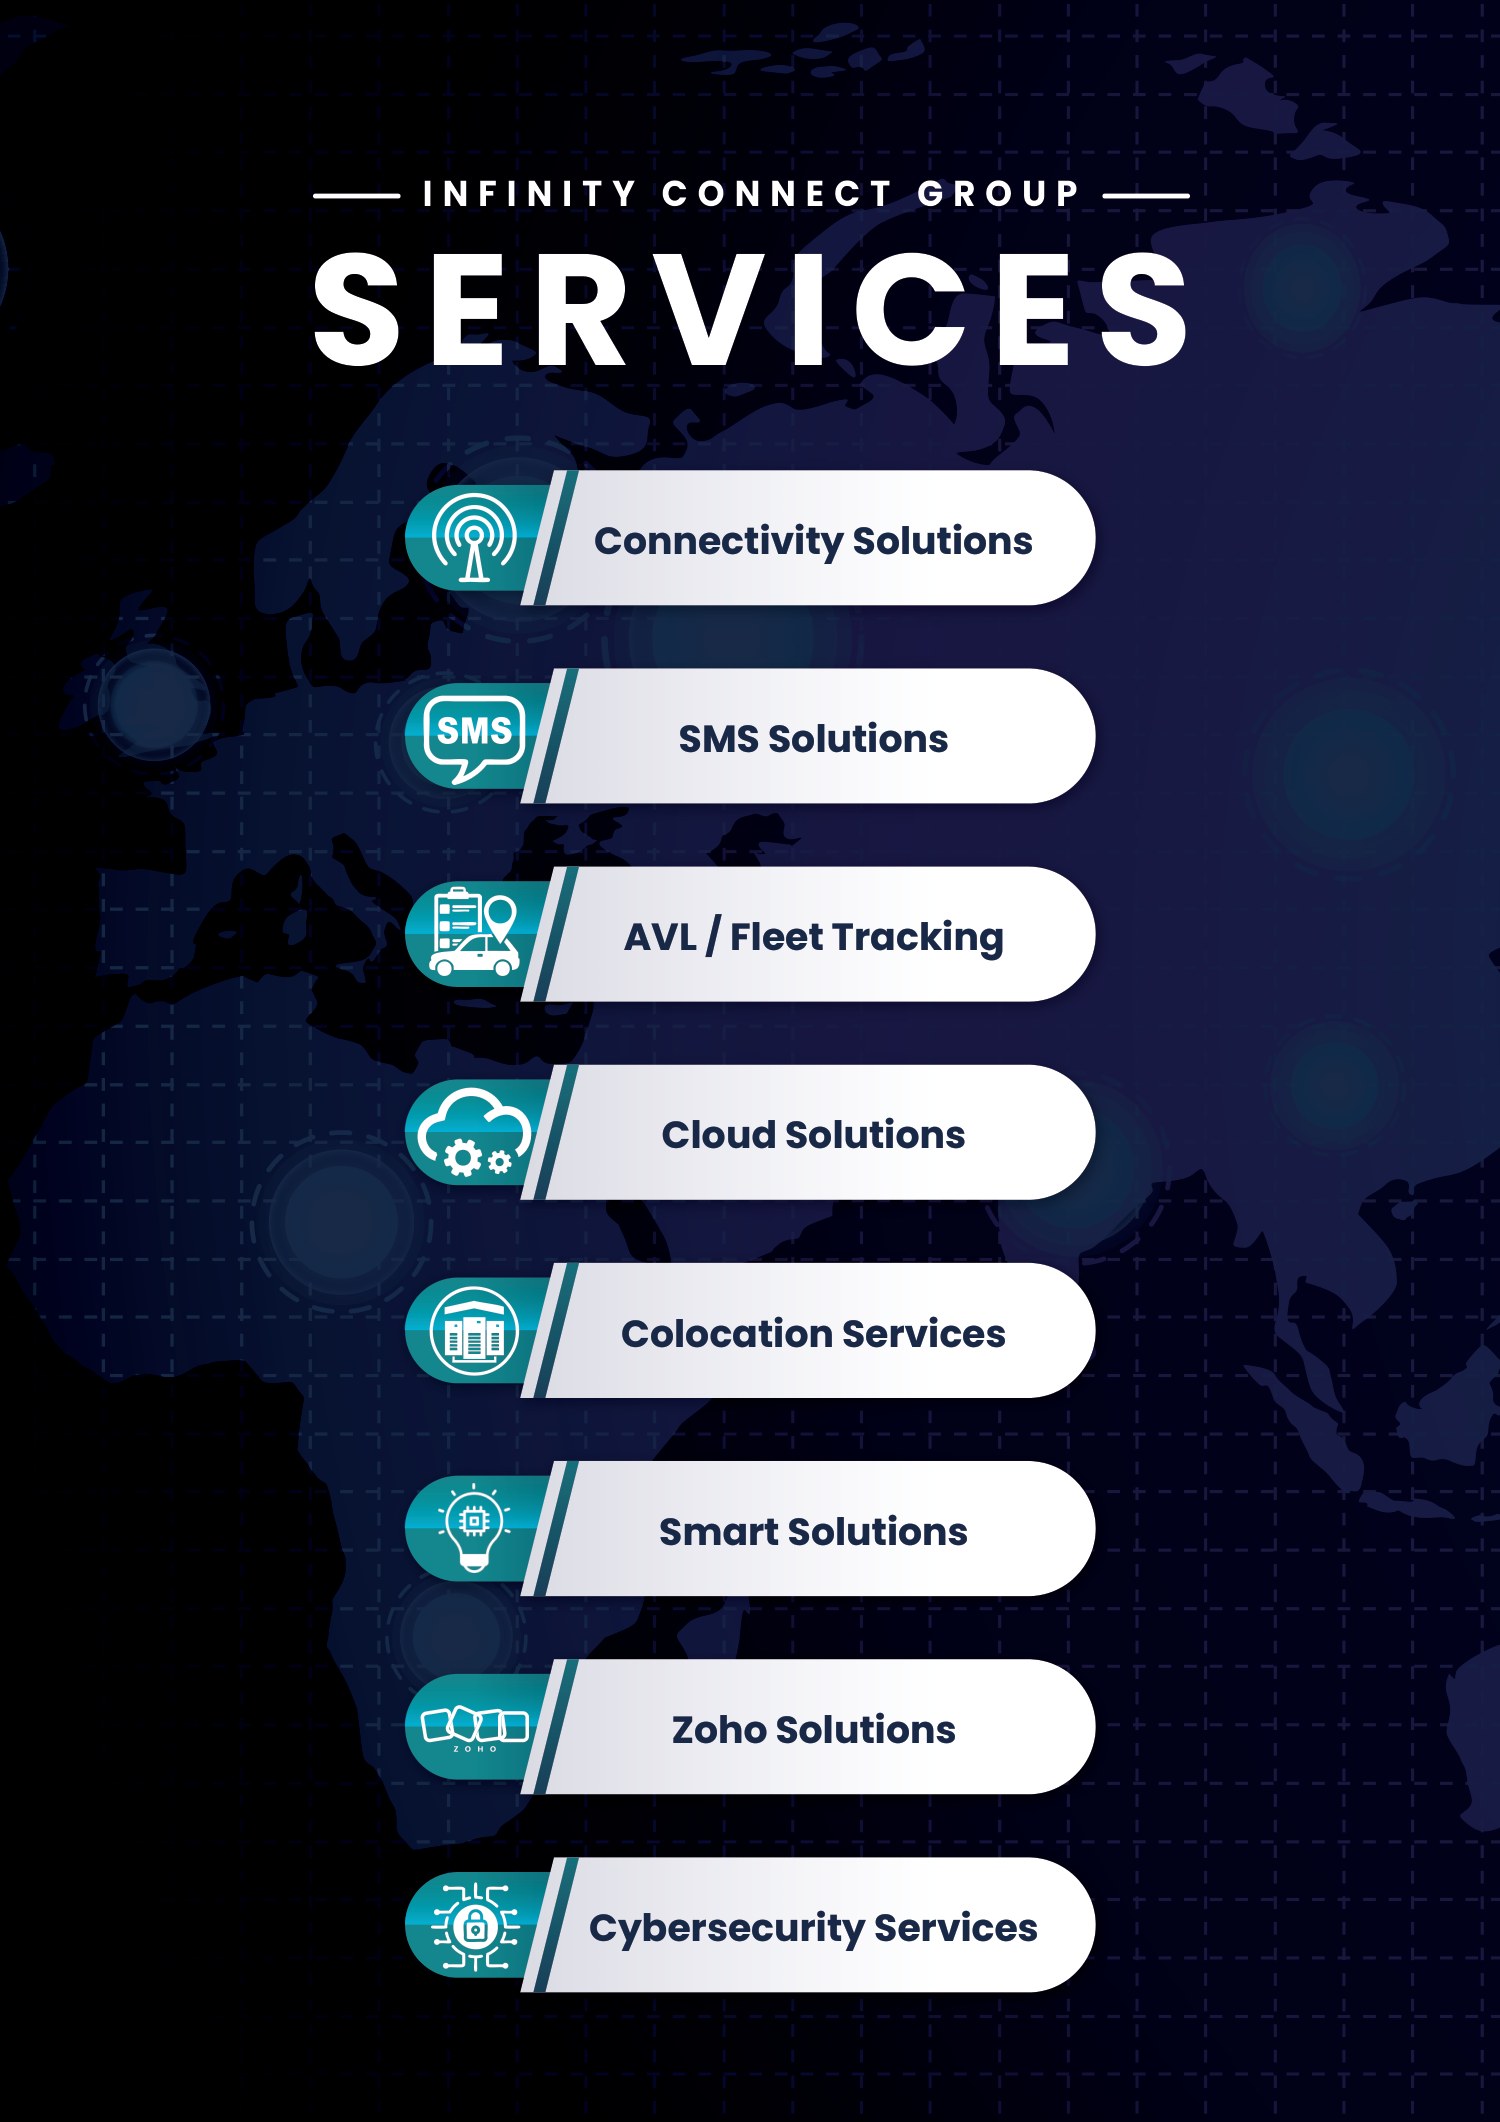 INFINITY CONNECT GROUP
SERVICES
Connectivity Solutions
SMS
SMS Solutions
AVL / Fleet Tracking
Cloud Solutions
Colocation Services
Smart Solutions
ZOHO
Zoho Solutions
Cybersecurity Services